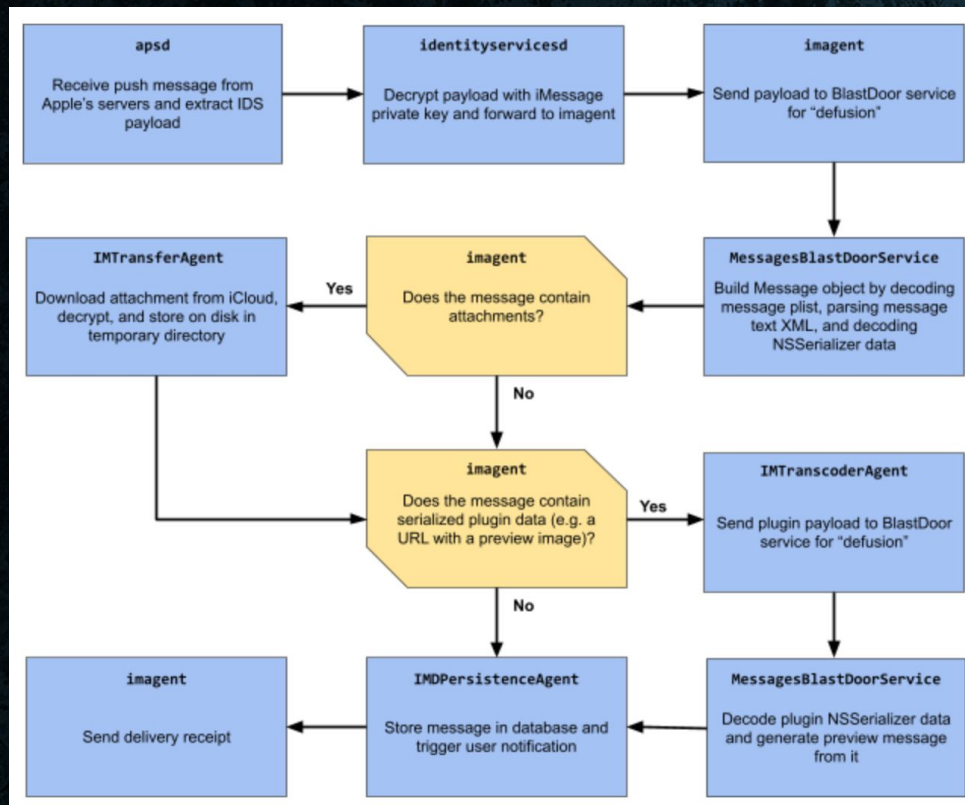 apsd
Receive push message from
Apple's servers and extract IDS
payload
identityservicesd
Decrypt payload with iMessage
private key and forward to imagent
imagent
Send payload to BlastDoor service
for “defusion”
IMTransferAgent
Download attachment from iCloud,
decrypt, and store on disk in
temporary directory
Yes
imagent
Does the message contain
attachments?
MessagesBlastDoorService
Build Message object by decoding
message plist, parsing message
text XML, and decoding
NSSerializer data
No
imagent
Does the message contain
serialized plugin data (e.g. a
URL with a preview image)?
Yes
IMTranscoderAgent
Send plugin payload to BlastDoor
service for “defusion”
No
imagent
Send delivery receipt
IMDPersistenceAgent
Store message in database and
trigger user notification
MessagesBlastDoorService
Decode plugin NSSerializer data
and generate preview message
from it